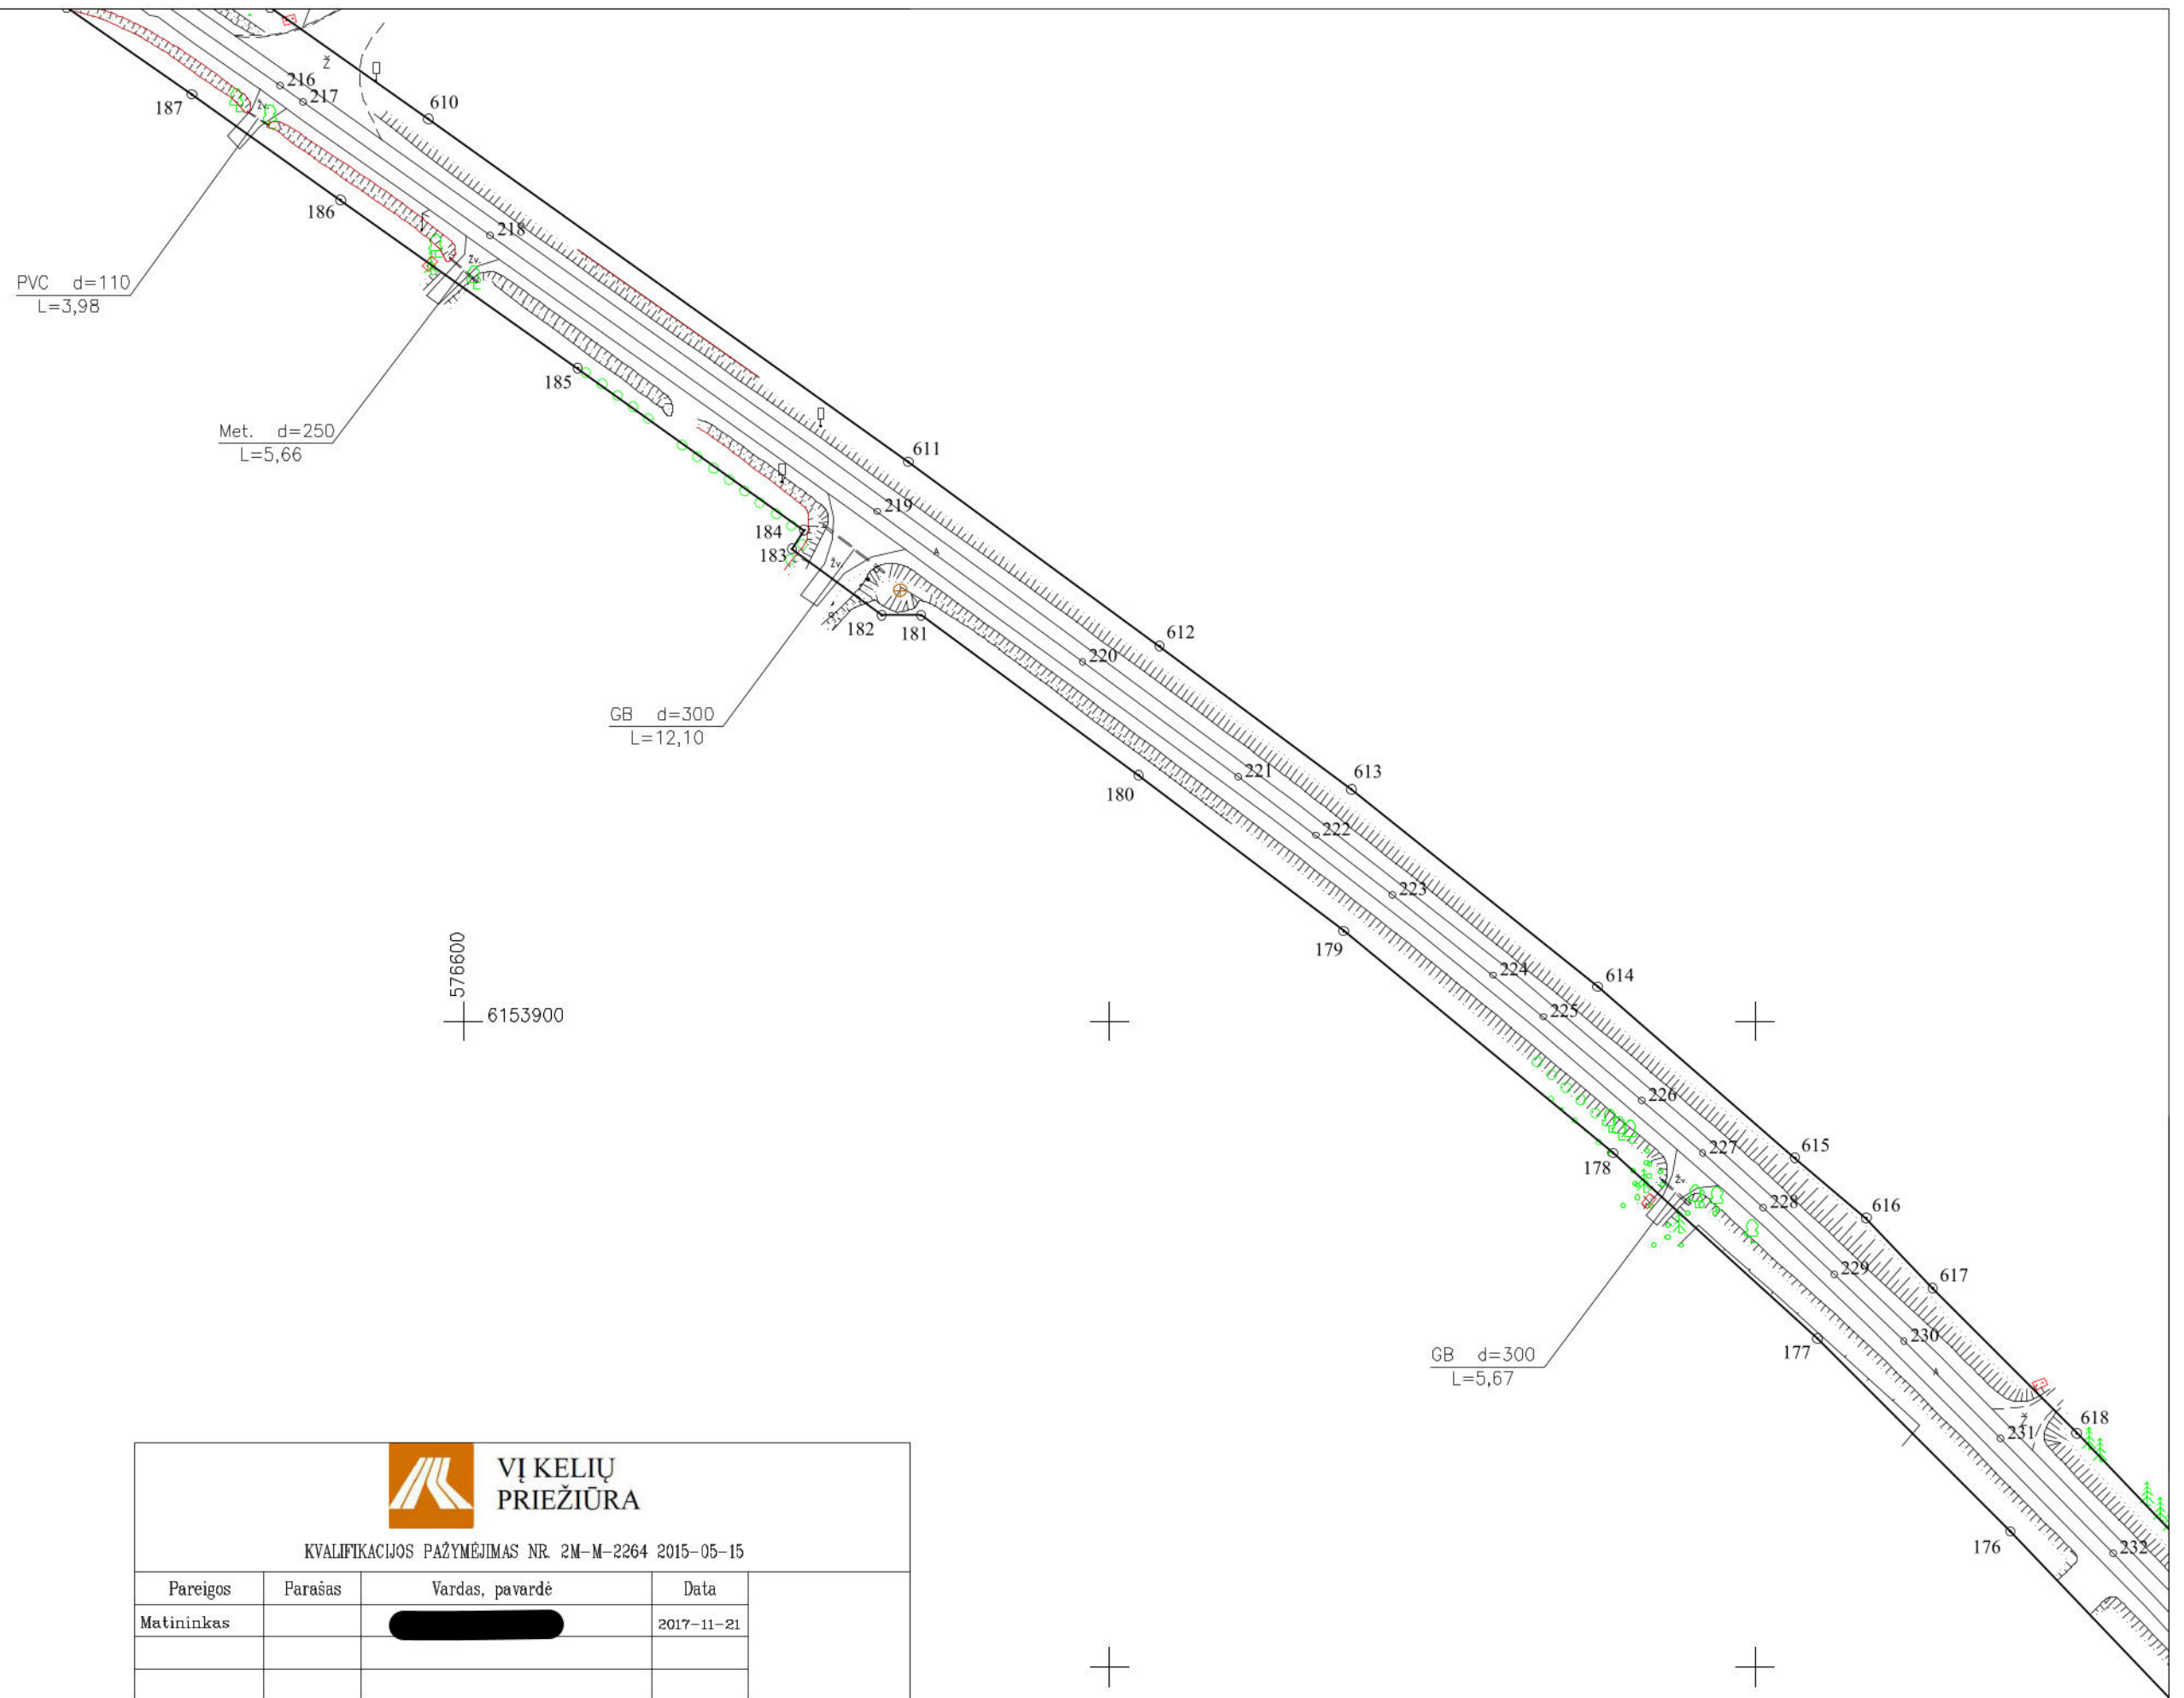 Ž
216
217
610
187
Žv.
186
218
Žv.
PVC d=110
L=3,98
185
Met. d=250
L=5,66
611
219
184
183
A
Žv.
182
181
612
220
GB d=300
L=12,10
221
613
180
222
223
179
576600
6153900
614
224
225
226
615
227
178
Žv.
228
616
229
617
230
177
GB d=300
L=5,67
A
Ž
231
618
176
232
VĮ KELIŲ
PRIEŽIŪRA
KVALIFIKACIJOS PAŽYMĖJIMAS NR. 2M-M-2264 2015-05-15
Pareigos Parašas Vardas, pavardė Data
Matininkas 2017-11-21